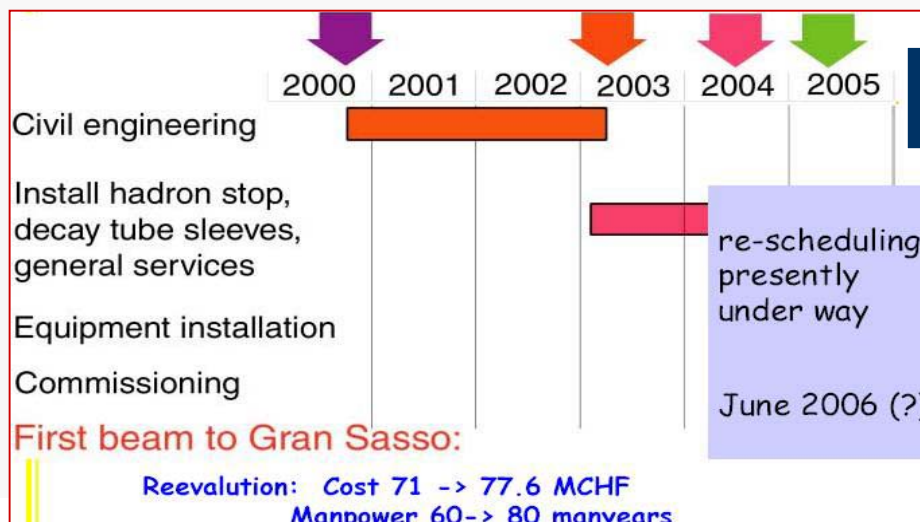 2000 2001 2002 2003 2004 2005
Civil engineering
Install hadron stop,
decay tube sleeves,
general services
re-scheduling
presently
under way
Equipment installation
Commissioning
June 2006 (?)
First beam to Gran Sasso:
Reevalution: Cost 71 -> 77.6 MCHF
Manpower 60-> 80 manyears